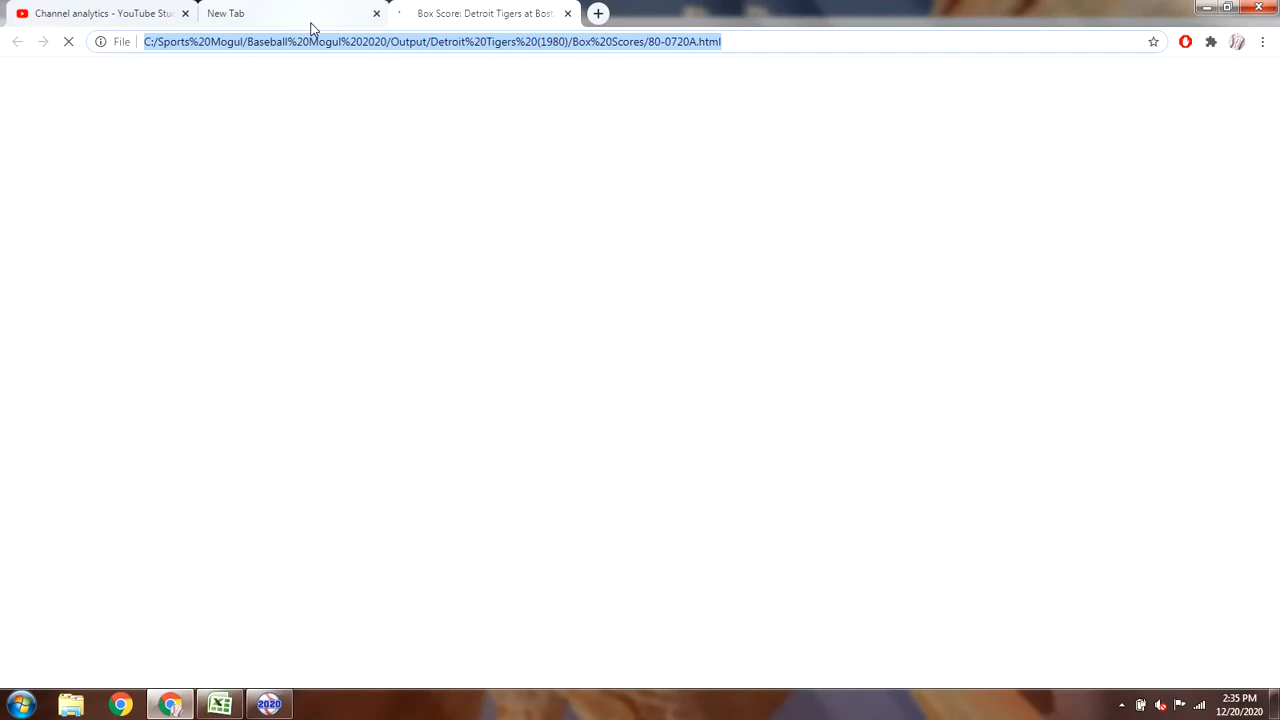 Channel analytics - YouTube Stu
New Tab
Box Score: Detroit Tigers at Bost
File
C:/Sports%20Mogul/Baseball%20Mogul%202020/Output/Detroit%20Tigers%20(1980)/Box%20Scores/80-0720A.html
2020
2:35 PM
12/20/2020